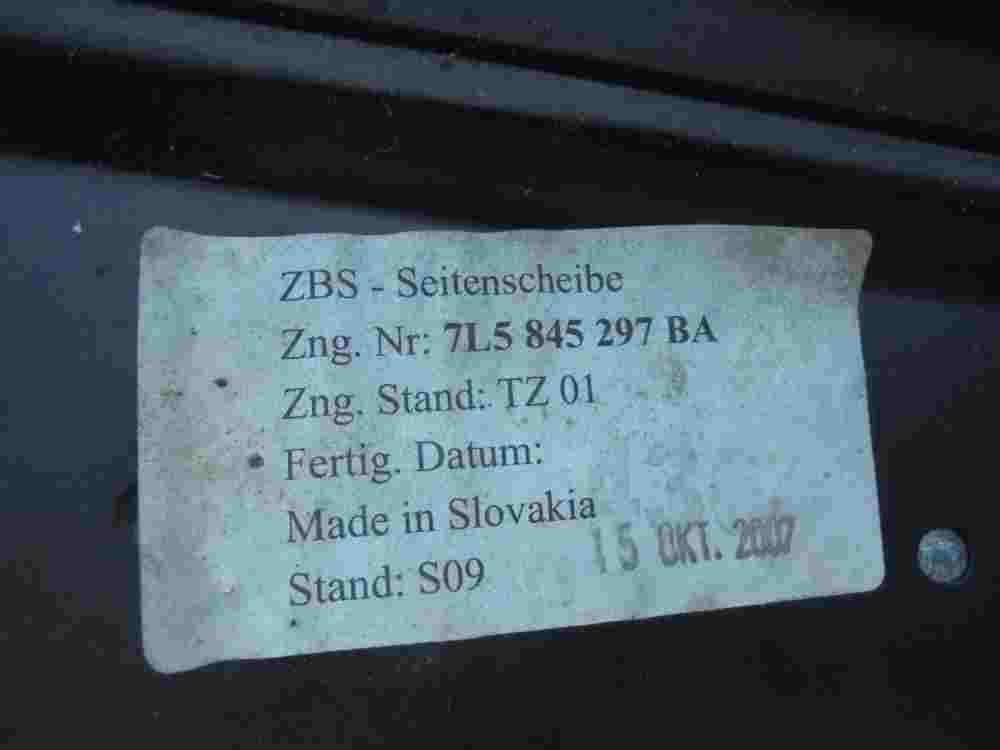 ZBS - Seitenscheibe
Zng. Nr: 7L5 845 297 BA
Zng. Stand: TZ 01
Fertig. Datum:
Made in Slovakia
15 OKT. 2007
Stand: S09